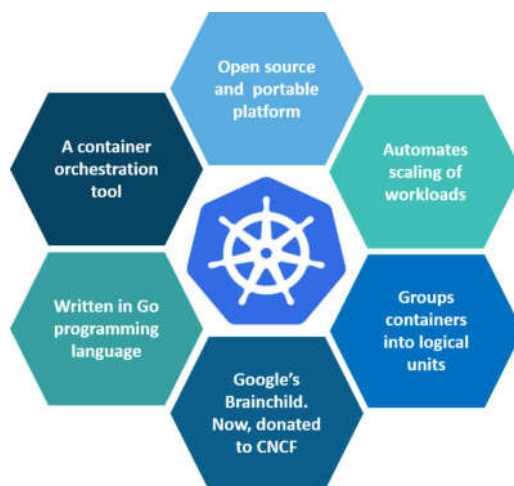 Open source
and portable
platform
Automates
scaling of
workloads
Groups
containers
into logical
units
Google's
Brainchild.
Now, donated
to CNCF
Written in Go
programming
language
A container
orchestration
tool